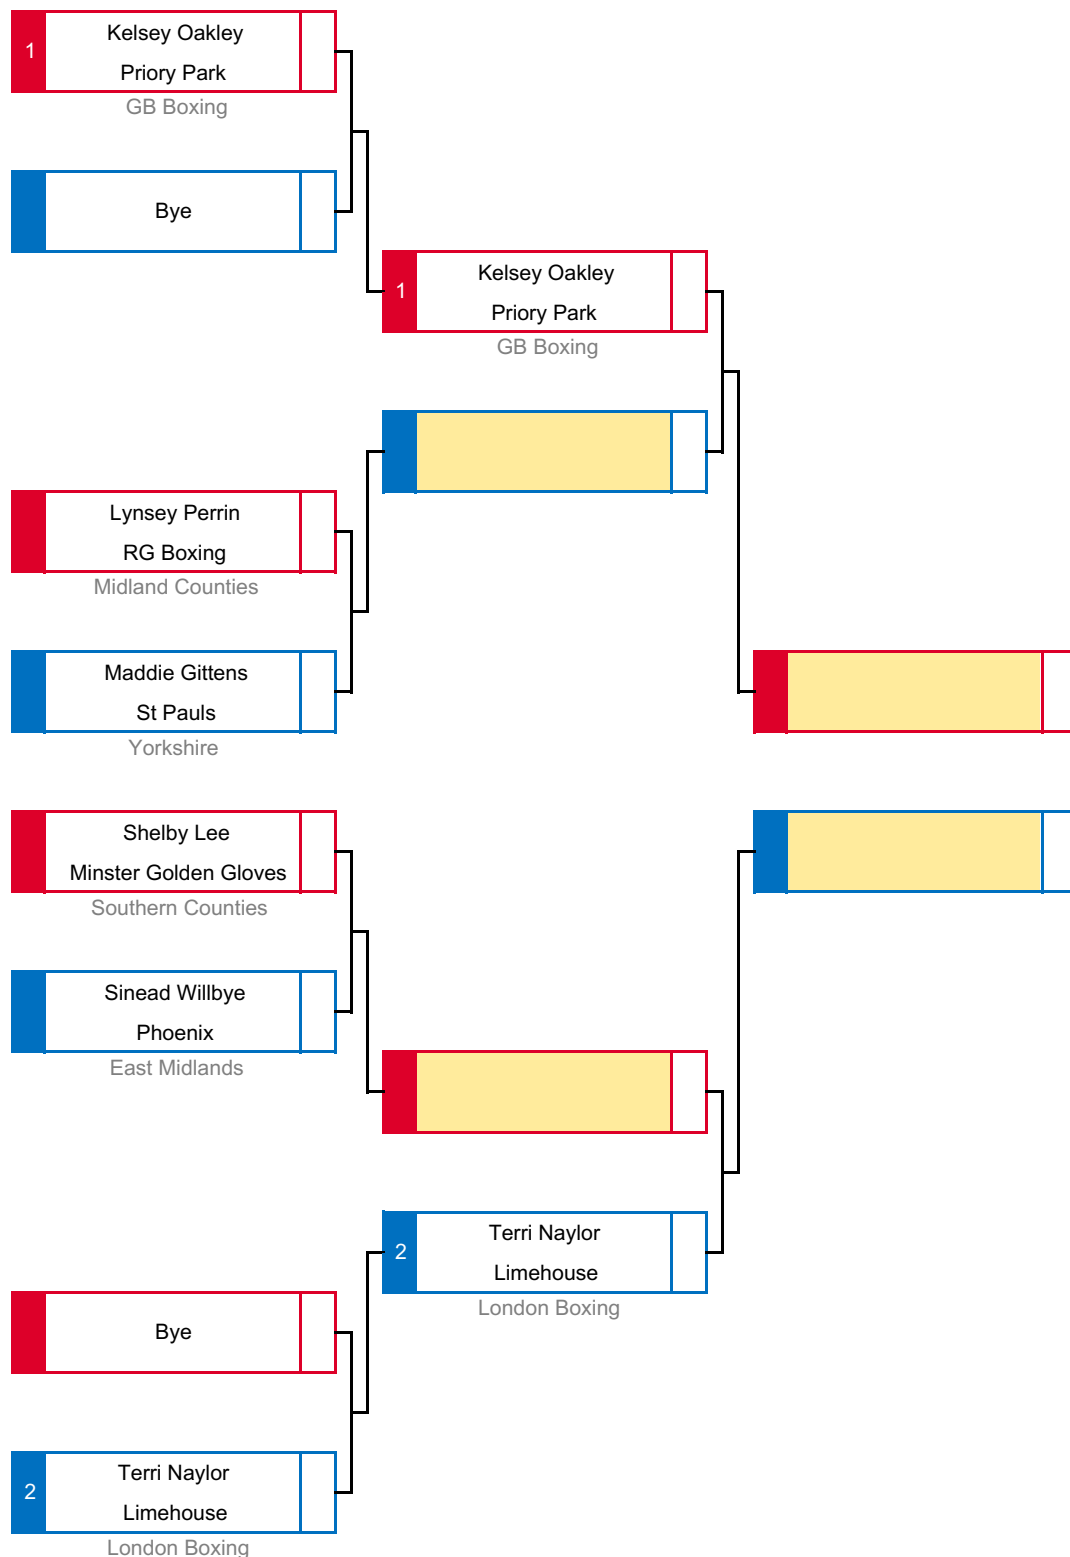 1
Kelsey Oakley
Priory Park
GB Boxing
Bye
1
Kelsey Oakley
Priory Park
GB Boxing
Lynsey Perrin
RG Boxing
Midland Counties
Maddie Gittens
St Pauls
Yorkshire
Shelby Lee
Minster Golden Gloves
Southern Counties
Sinead Willbye
Phoenix
East Midlands
2
Terri Naylor
Limehouse
London Boxing
Bye
2
Terri Naylor
Limehouse
London Boxing